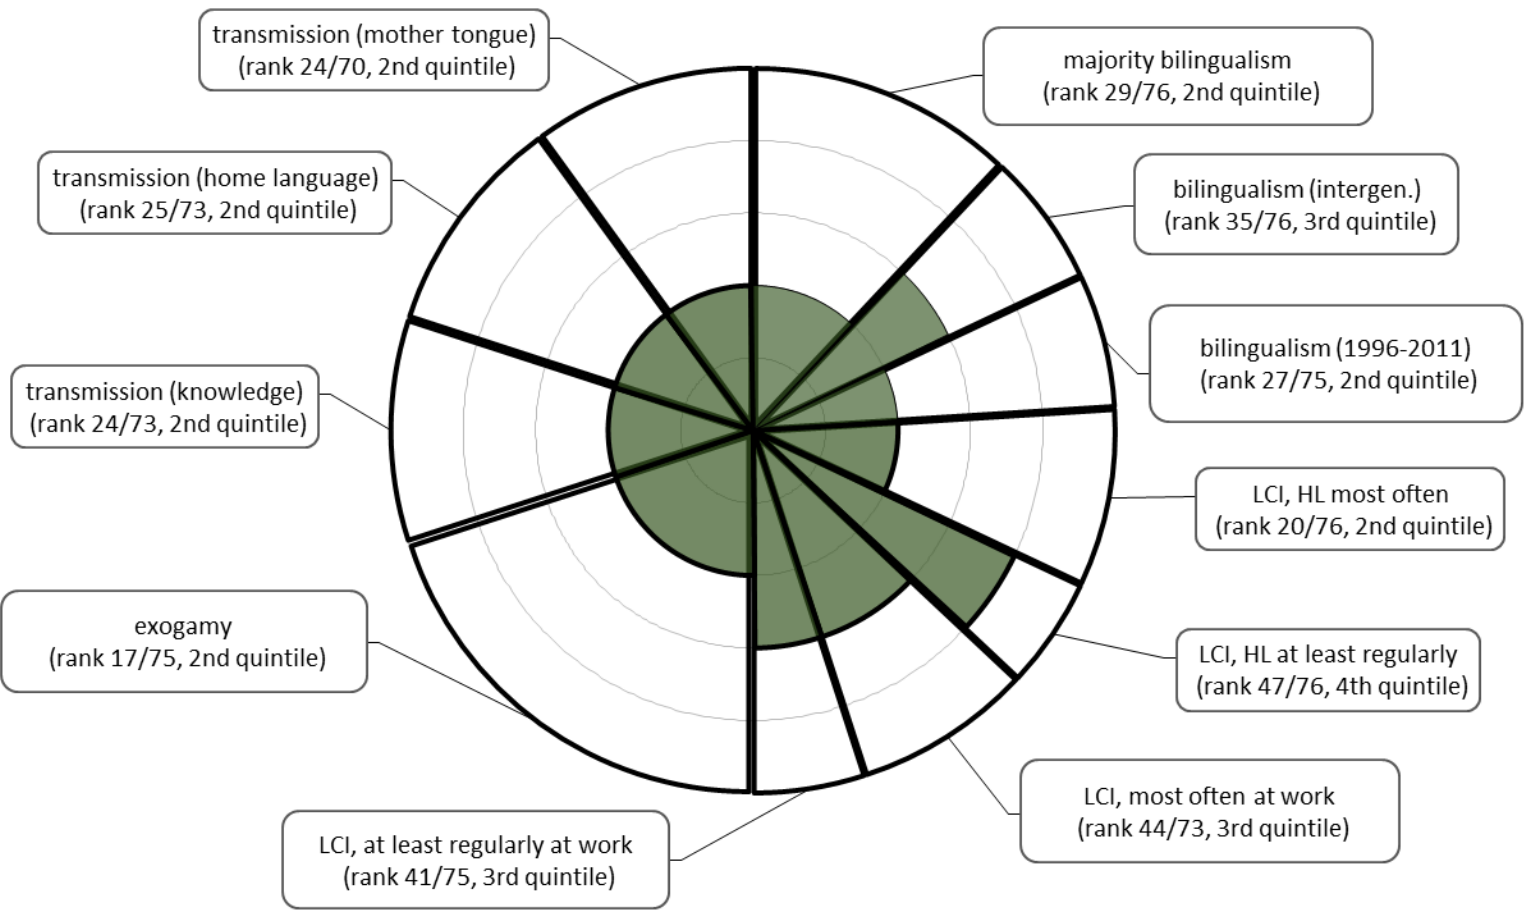 transmission (mother tongue)
(rank 24/70, 2nd quintile)
majority bilingualism
(rank 29/76, 2nd quintile)
transmission (home language)
(rank 25/73, 2nd quintile)
bilingualism (intergen.)
(rank 35/76, 3rd quintile)
bilingualism (1996-2011)
(rank 27/75, 2nd quintile)
transmission (knowledge)
(rank 24/73, 2nd quintile)
LCI, HL most often
(rank 20/76, 2nd quintile)
exogamy
(rank 17/75, 2nd quintile)
LCI, HL at least regularly
(rank 47/76, 4th quintile)
LCI, most often at work
(rank 44/73, 3rd quintile)
LCI, at least regularly at work
(rank 41/75, 3rd quintile)